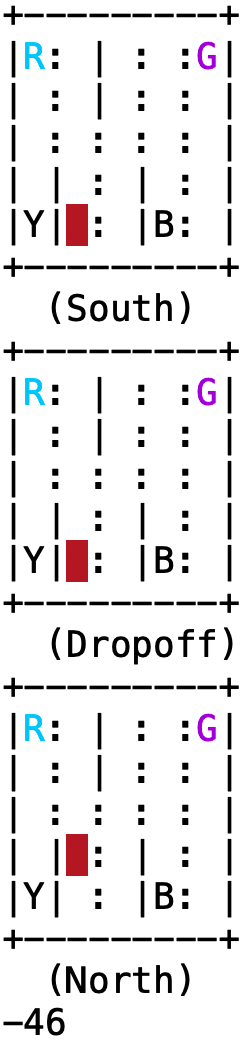 +---------+
|R: | : :G|
| : | : : |
| : : : : |
| | : | : |
|Y| : |B: |
+---------+
(South)
+---------+
|R: | : :G|
| : | : : |
| : : : : |
| | : | : |
|Y| : |B: |
+---------+
(Dropoff)
+---------+
|R: | : :G|
| : | : : |
| : : : : |
| | : | : |
|Y| : |B: |
+---------+
(North)
-46